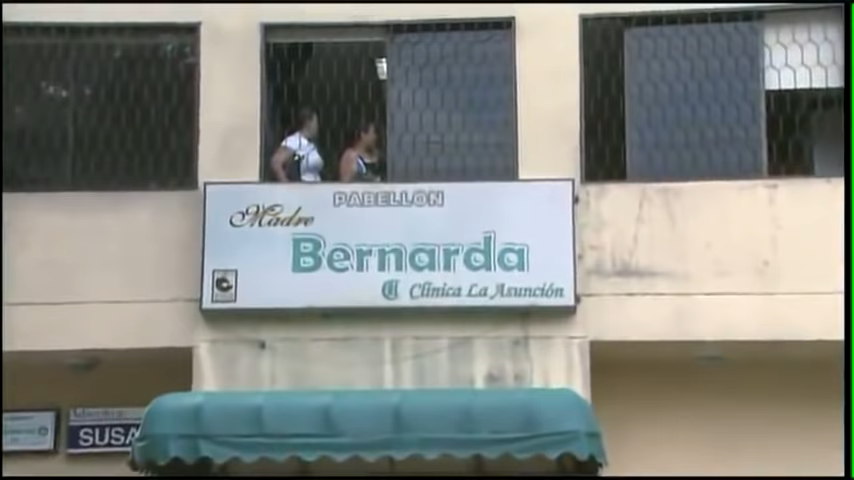 PABELLON
Madre
Bernarda
Clínica La Asunción
SUSA